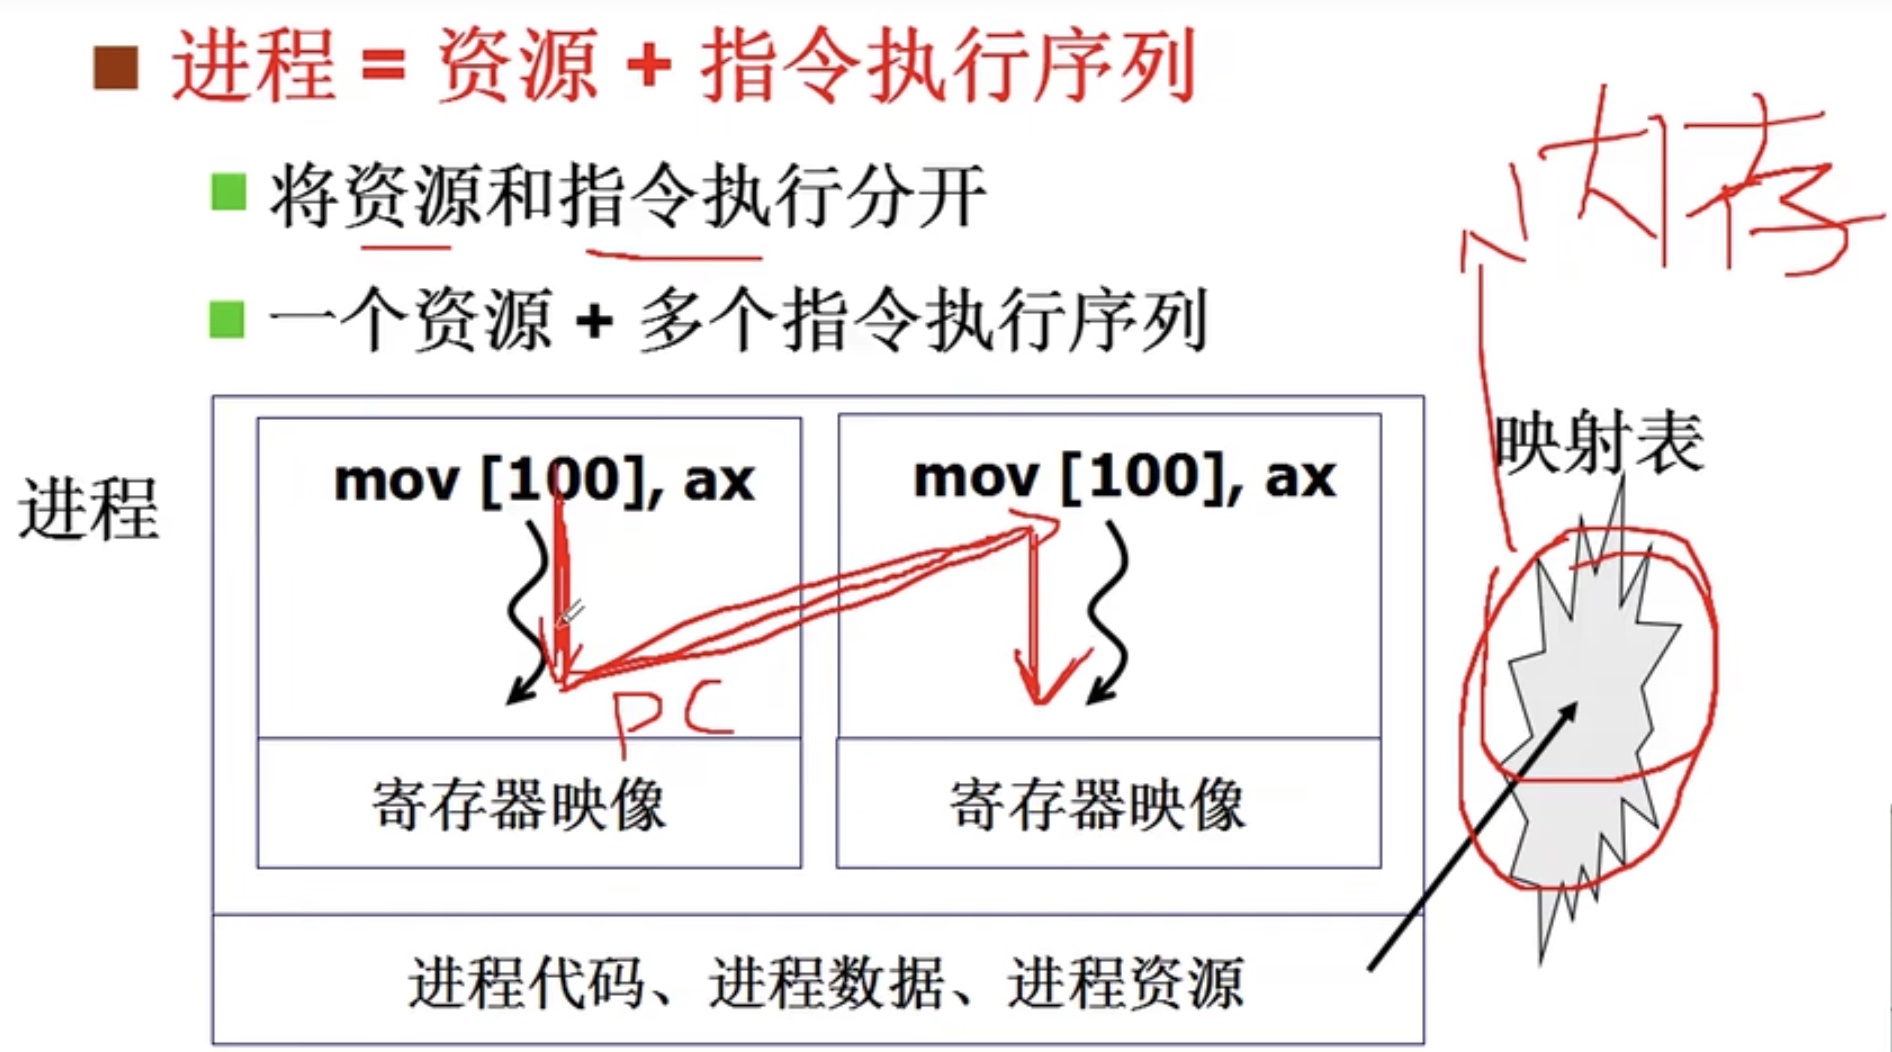 进程 = 资源 + 指令执行序列
将资源和指令执行分开
一个资源 + 多个指令执行序列
内存
映射表
进程
mov [100], ax
mov [100], ax
PC
寄存器映像
寄存器映像
进程代码、进程数据、进程资源